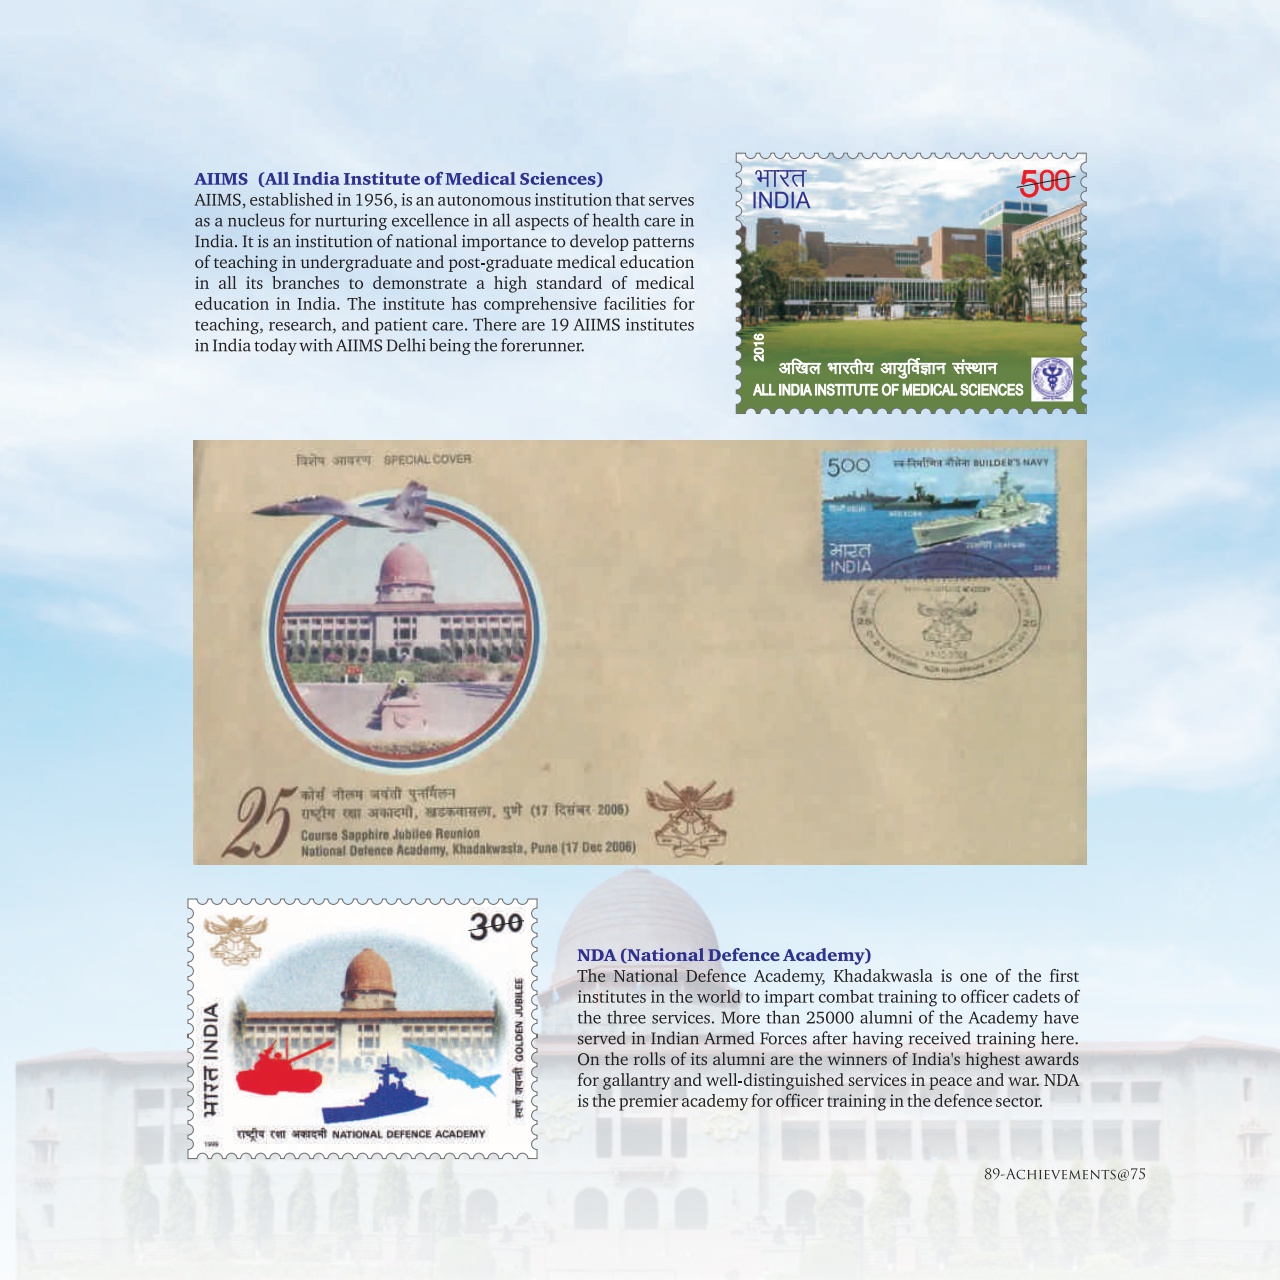 AIIMS (All India Institute of Medical Sciences)
AIIMS, established in 1956, is an autonomous institution that serves
as a nucleus for nurturing excellence in all aspects of health care in
India. It is an institution of national importance to develop patterns
of teaching in undergraduate and post-graduate medical education
in all its branches to demonstrate a high standard of medical
education in India. The institute has comprehensive facilities for
teaching, research, and patient care. There are 19 AIIMS institutes
in India today with AIIMS Delhi being the forerunner.
भारत
INDIA
500
2016
अखिल भारतीय आयुर्विज्ञान संस्थान
ALL INDIA INSTITUTE OF MEDICAL SCIENCES
विशेष आवरण SPECIAL COVER
500
स्व-निर्माणित नौसेना BUILDER'S NAVY
भारत
INDIA
25
कोर्स नीलम जयंती पुनर्मिलन
राष्ट्रीय रक्षा अकादमी, खडकवासला, पुणे (17 दिसंबर 2006)
Course Sapphire Jubilee Reunion
National Defence Academy, Khadakwasla, Pune (17 Dec 2006)
300
भारत INDIA
स्वर्ण जयन्ती GOLDEN JUBILEE
1999
राष्ट्रीय रक्षा अकादमी NATIONAL DEFENCE ACADEMY
NDA (National Defence Academy)
The National Defence Academy, Khadakwasla is one of the first
institutes in the world to impart combat training to officer cadets of
the three services. More than 25000 alumni of the Academy have
served in Indian Armed Forces after having received training here.
On the rolls of its alumni are the winners of India's highest awards
for gallantry and well-distinguished services in peace and war. NDA
is the premier academy for officer training in the defence sector.
89-ACHIEVEMENTS@75